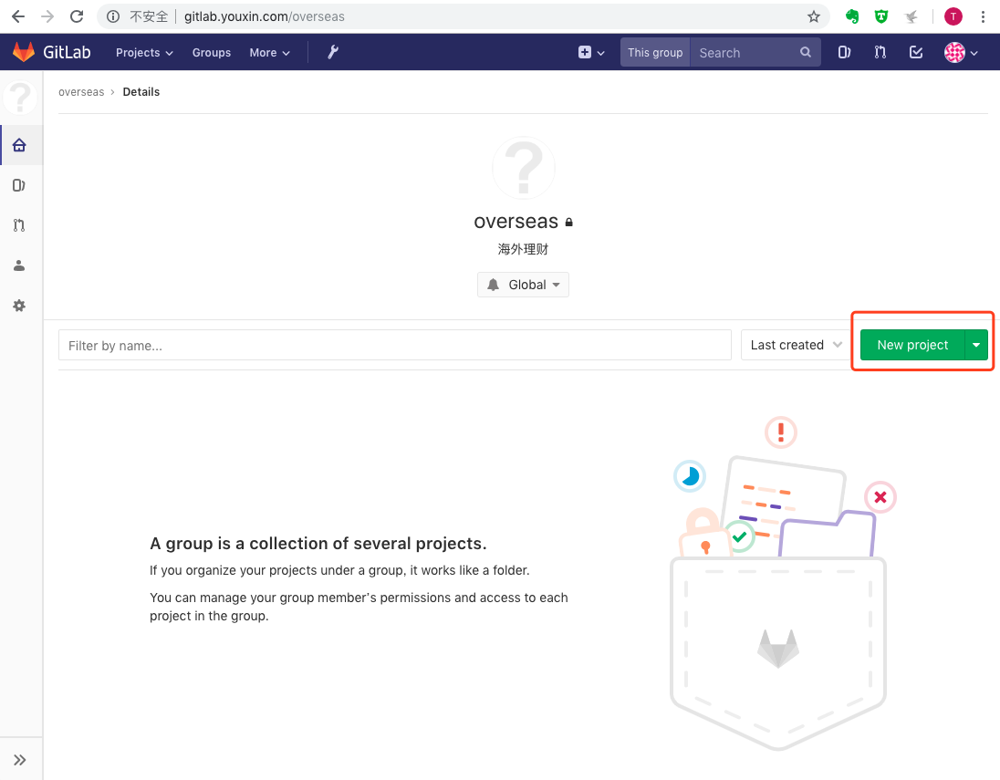 不安全 gitlab.youxin.com/overseas
T
GitLab Projects Groups More This group Search
overseas › Details
?
?
overseas
海外理财
Global
Filter by name... Last created New project
A group is a collection of several projects.
If you organize your projects under a group, it works like a folder.
You can manage your group member's permissions and access to each
project in the group.